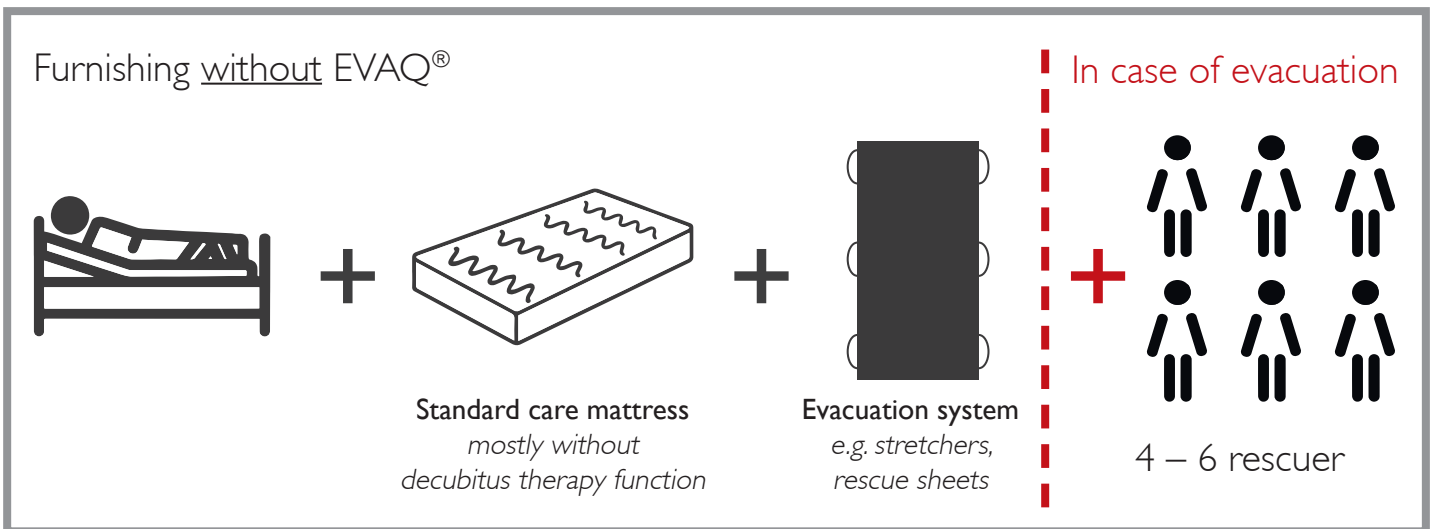 Furnishing without EVAQ®
In case of evacuation
Standard care mattress
mostly without
decubitus therapy function
Evacuation system
e.g. stretchers,
rescue sheets
4 – 6 rescuer